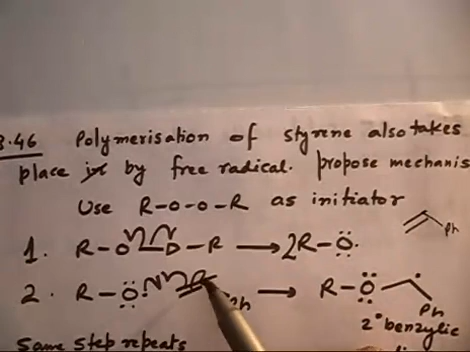 3.46 Polymerisation of styrene also takes
place by free radical. propose mechanis
Use R-O-O-R as initiator
Ph
1. R-O-O-R → 2R-Ö·
2. R-Ö· Ph → R-Ö Ph
2° benzylic
Same step repeats